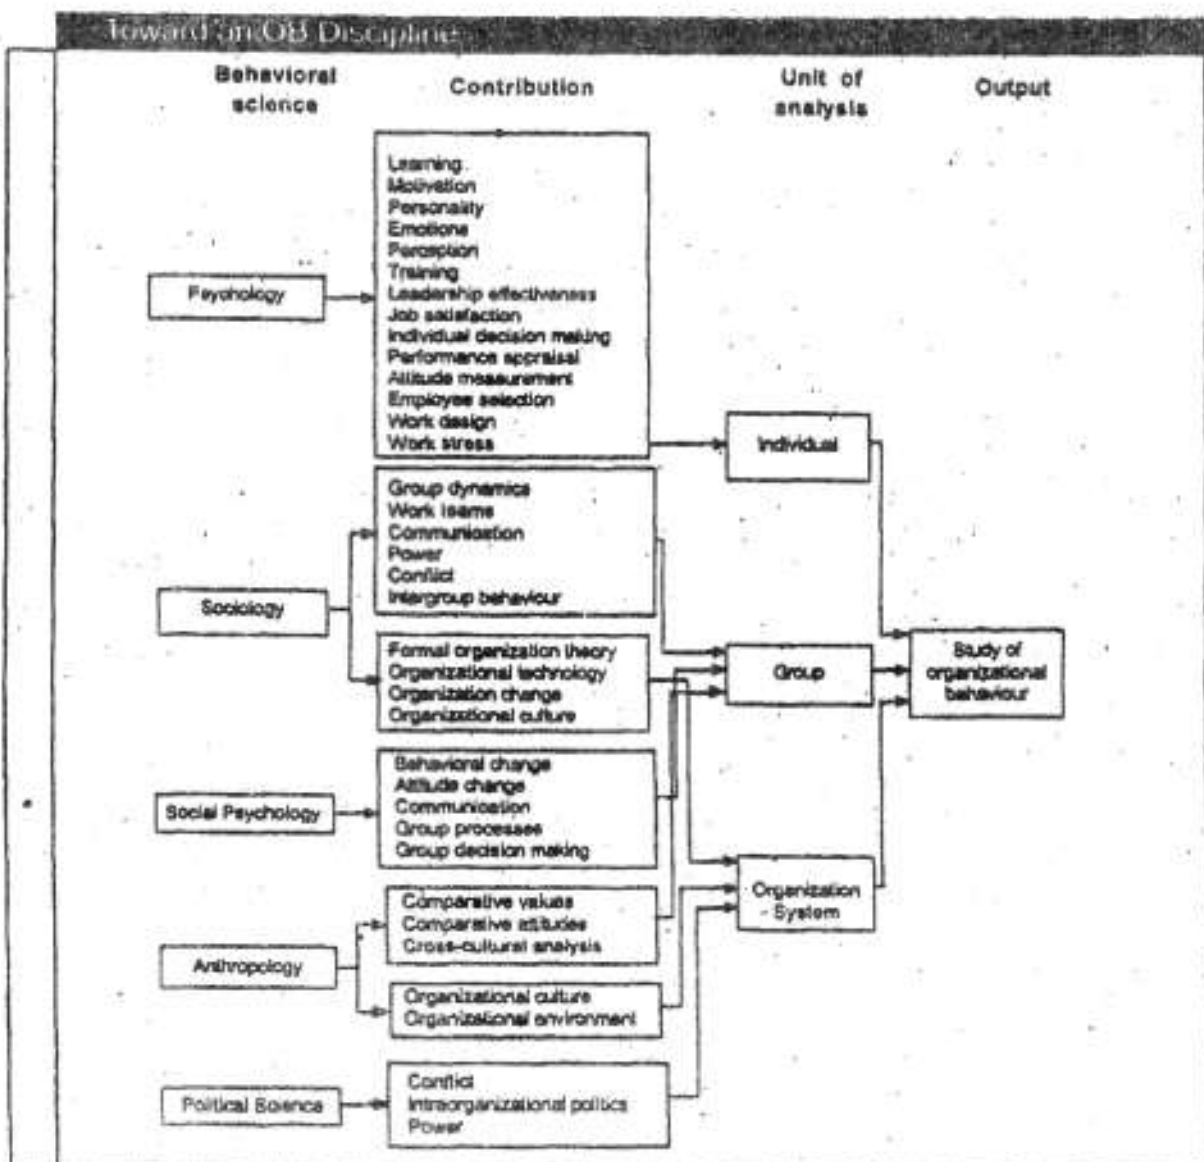 Toward an OB Discipline
Behavioral
science
Contribution
Unit of
analysis
Output
Psychology
Learning
Motivation
Personality
Emotions
Perception
Training
Leadership effectiveness
Job satisfaction
Individual decision making
Performance appraisal
Attitude measurement
Employee selection
Work design
Work stress
Individual
Sociology
Group dynamics
Work teams
Communication
Power
Conflict
Intergroup behaviour
Formal organization theory
Organizational technology
Organization change
Organizational culture
Group
Study of
organizational
behaviour
Social Psychology
Behavioral change
Attitude change
Communication
Group processes
Group decision making
Anthropology
Comparative values
Comparative attitudes
Cross-cultural analysis
Organizational culture
Organizational environment
Organization
System
Political Science
Conflict
Intraorganizational politics
Power